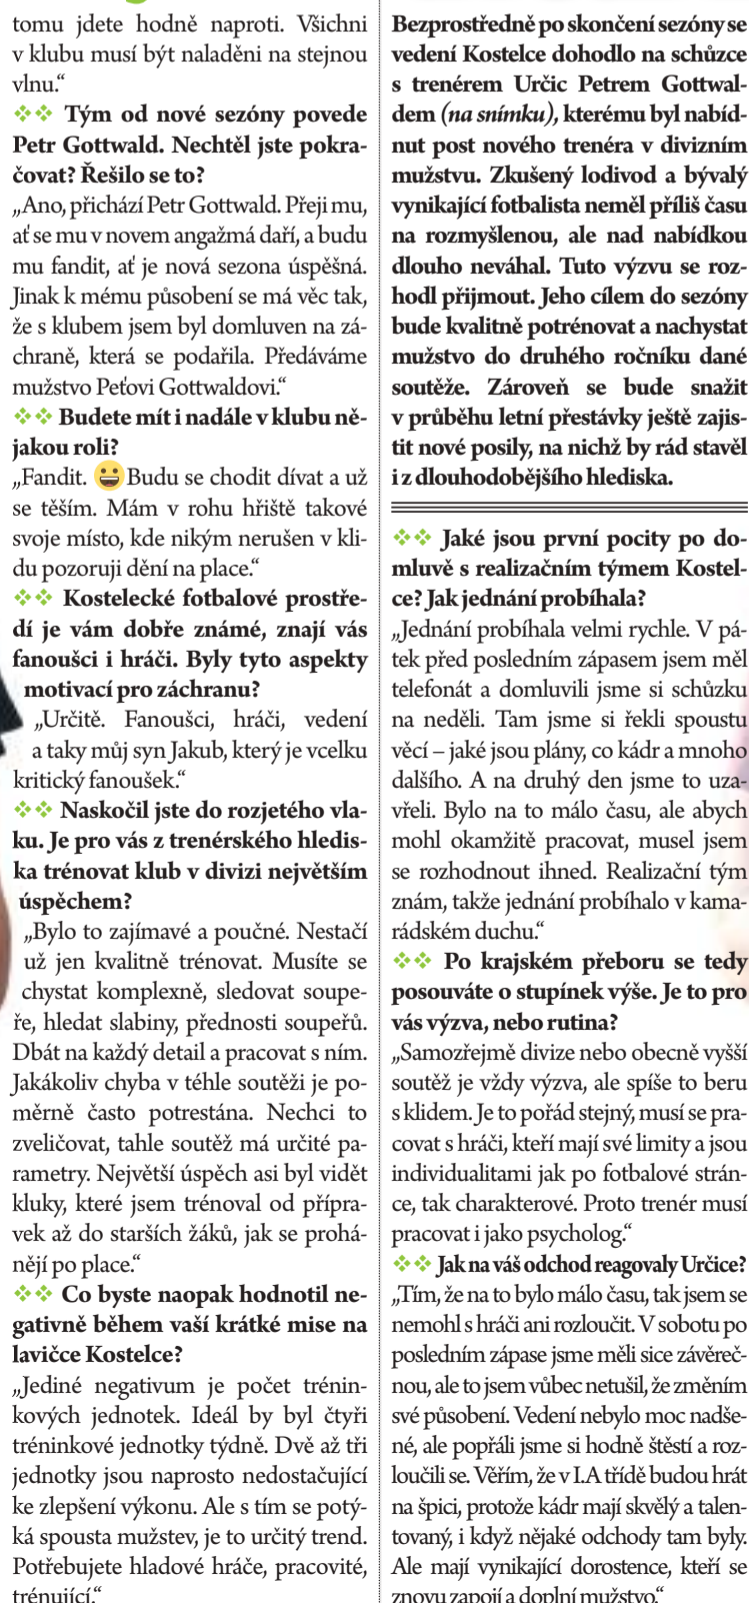 tomu jdete hodně naproti. Všichni
v klubu musí být naladěni na stejnou
vlnu.“
❖❖ Tým od nové sezóny povede
Petr Gottwald. Nechtěl jste pokra-
čovat? Řešilo se to?
„Ano, přichází Petr Gottwald. Přeji mu,
ať se mu v novem angažmá daří, a budu
mu fandit, ať je nová sezona úspěšná.
Jinak k mému působení se má věc tak,
že s klubem jsem byl domluven na zá-
chraně, která se podařila. Předáváme
mužstvo Peťovi Gottwaldovi.“
❖❖ Budete mít i nadále v klubu ně-
jakou roli?
„Fandit. 😀 Budu se chodit dívat a už
se těším. Mám v rohu hřiště takové
svoje místo, kde nikým nerušen v kli-
du pozoruji dění na place.“
❖❖ Kostelecké fotbalové prostře-
dí je vám dobře známé, znají vás
fanoušci i hráči. Byly tyto aspekty
motivací pro záchranu?
„Určitě. Fanoušci, hráči, vedení
a taky můj syn Jakub, který je vcelku
kritický fanoušek.“
❖❖ Naskočil jste do rozjetého vla-
ku. Je pro vás z trenérského hledis-
ka trénovat klub v divizi největším
úspěchem?
„Bylo to zajímavé a poučné. Nestačí
už jen kvalitně trénovat. Musíte se
chystat komplexně, sledovat soupe-
ře, hledat slabiny, přednosti soupeřů.
Dbát na každý detail a pracovat s ním.
Jakákoliv chyba v téhle soutěži je po-
měrně často potrestána. Nechci to
zveličovat, tahle soutěž má určité pa-
rametry. Největší úspěch asi byl vidět
kluky, které jsem trénoval od přípra-
vek až do starších žáků, jak se prohá-
nějí po place.“
❖❖ Co byste naopak hodnotil ne-
gativně během vaší krátké mise na
lavičce Kostelce?
„Jediné negativum je počet trénin-
kových jednotek. Ideál by byl čtyři
tréninkové jednotky týdně. Dvě až tři
jednotky jsou naprosto nedostačující
ke zlepšení výkonu. Ale s tím se potý-
ká spousta mužstev, je to určitý trend.
Potřebujete hladové hráče, pracovité,
trénující.“
Bezprostředně po skončení sezóny se
vedení Kostelce dohodlo na schůzce
s trenérem Určic Petrem Gottwal-
dem (na snímku), kterému byl nabíd-
nut post nového trenéra v divizním
mužstvu. Zkušený lodivod a bývalý
vynikající fotbalista neměl příliš času
na rozmyšlenou, ale nad nabídkou
dlouho neváhal. Tuto výzvu se roz-
hodl přijmout. Jeho cílem do sezóny
bude kvalitně potrénovat a nachystat
mužstvo do druhého ročníku dané
soutěže. Zároveň se bude snažit
v průběhu letní přestávky ještě zajis-
tit nové posily, na nichž by rád stavěl
i z dlouhodobějšího hlediska.
❖❖ Jaké jsou první pocity po do-
mluvě s realizačním týmem Kostel-
ce? Jak jednání probíhala?
„Jednání probíhala velmi rychle. V pá-
tek před posledním zápasem jsem měl
telefonát a domluvili jsme si schůzku
na neděli. Tam jsme si řekli spoustu
věcí – jaké jsou plány, co kádr a mnoho
dalšího. A na druhý den jsme to uza-
vřeli. Bylo na to málo času, ale abych
mohl okamžitě pracovat, musel jsem
se rozhodnout ihned. Realizační tým
znám, takže jednání probíhalo v kama-
rádském duchu.“
❖❖ Po krajském přeboru se tedy
posouváte o stupínek výše. Je to pro
vás výzva, nebo rutina?
„Samozřejmě divize nebo obecně vyšší
soutěž je vždy výzva, ale spíše to beru
s klidem. Je to pořád stejný, musí se pra-
covat s hráči, kteří mají své limity a jsou
individualitami jak po fotbalové strán-
ce, tak charakterové. Proto trenér musí
pracovat i jako psycholog.“
❖❖ Jak na váš odchod reagovaly Určice?
„Tím, že na to bylo málo času, tak jsem se
nemohl s hráči ani rozloučit. V sobotu po
posledním zápase jsme měli sice závěreč-
nou, ale to jsem vůbec netušil, že změním
své působení. Vedení nebylo moc nadše-
né, ale popřáli jsme si hodně štěstí a roz-
loučili se. Věřím, že v I.A třídě budou hrát
na špici, protože kádr mají skvělý a talen-
tovaný, i když nějaké odchody tam byly.
Ale mají vynikající dorostence, kteří se
znovu zapojí a doplní mužstvo.“